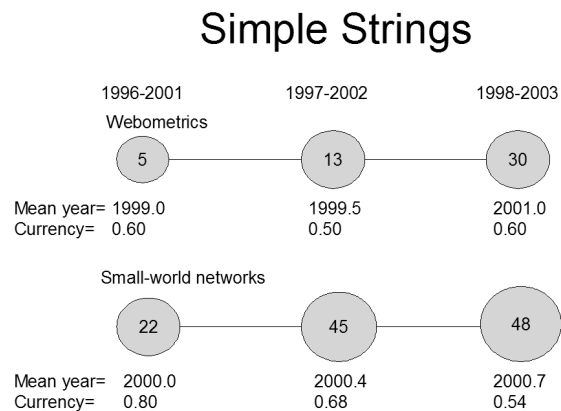 Simple Strings
1996-2001 1997-2002 1998-2003
Webometrics
5 13 30
Mean year= 1999.0 1999.5 2001.0
Currency= 0.60 0.50 0.60
Small-world networks
22 45 48
Mean year= 2000.0 2000.4 2000.7
Currency= 0.80 0.68 0.54